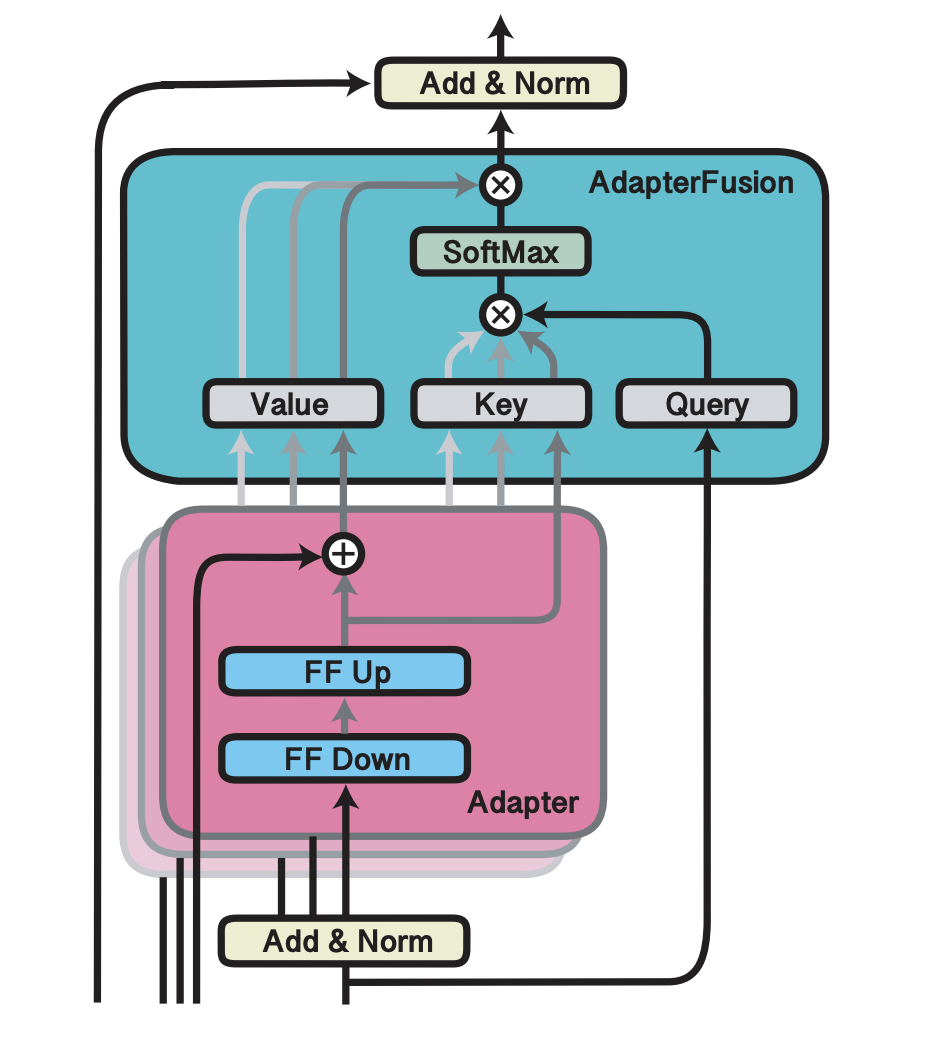 Add & Norm
AdapterFusion
SoftMax
Value
Key
Query
FF Up
FF Down
Adapter
Add & Norm